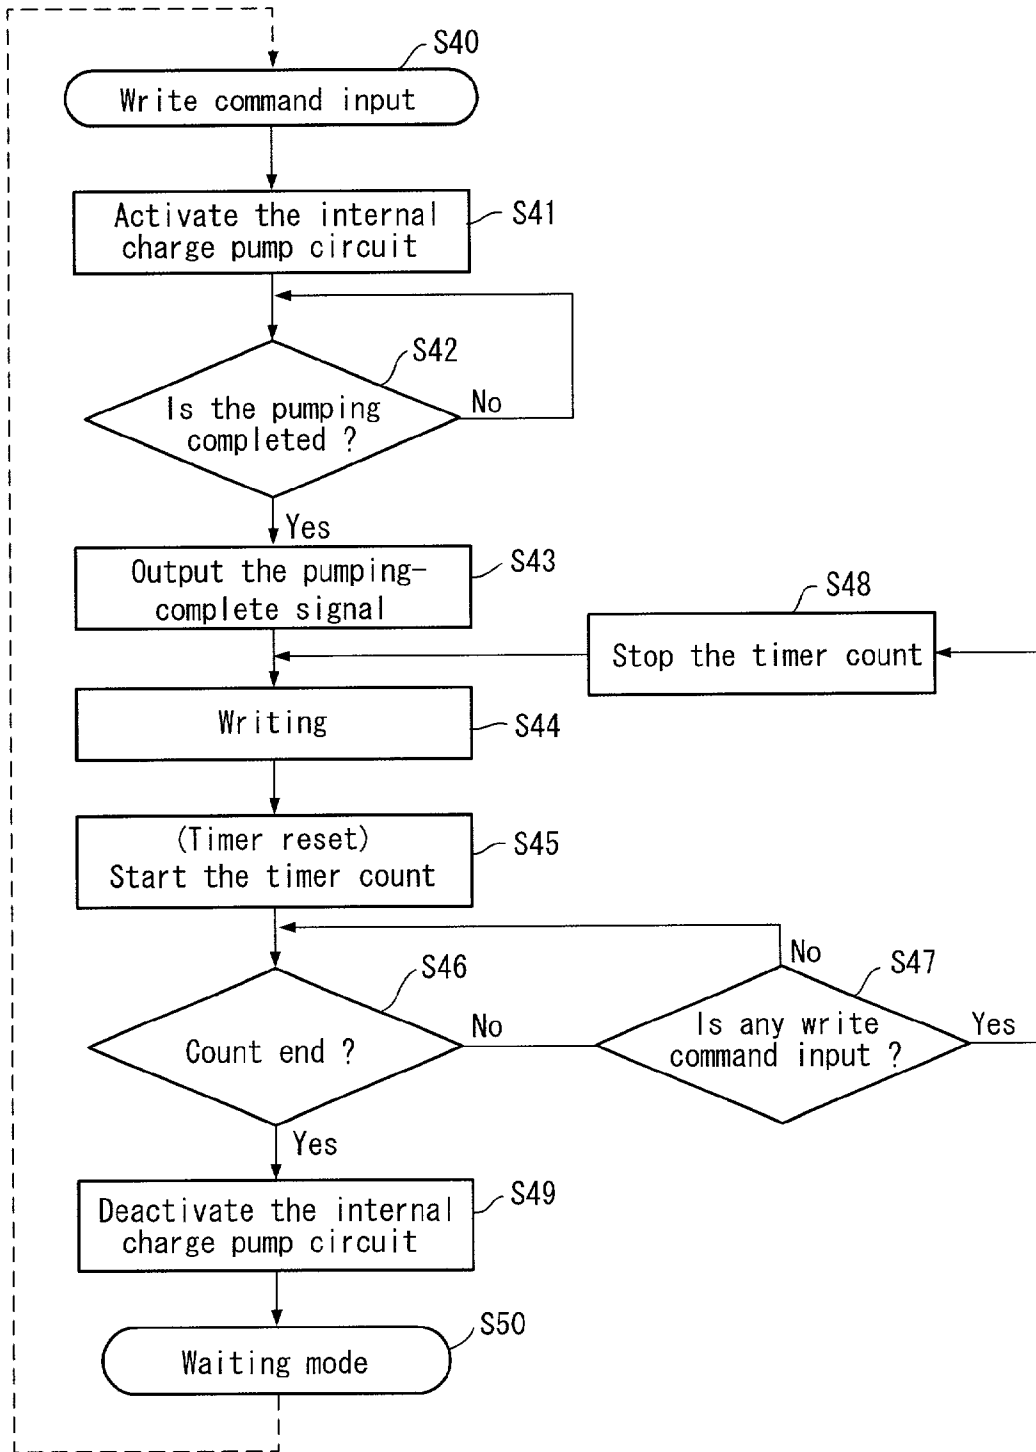 S40
Write command input
Activate the internal
charge pump circuit
S41
S42
Is the pumping
completed ?
No
Yes
Output the pumping-
complete signal
S43
S48
Stop the timer count
Writing
S44
(Timer reset)
Start the timer count
S45
S46
Count end ?
No
No
S47
Is any write
command input ?
Yes
Yes
Deactivate the internal
charge pump circuit
S49
S50
Waiting mode